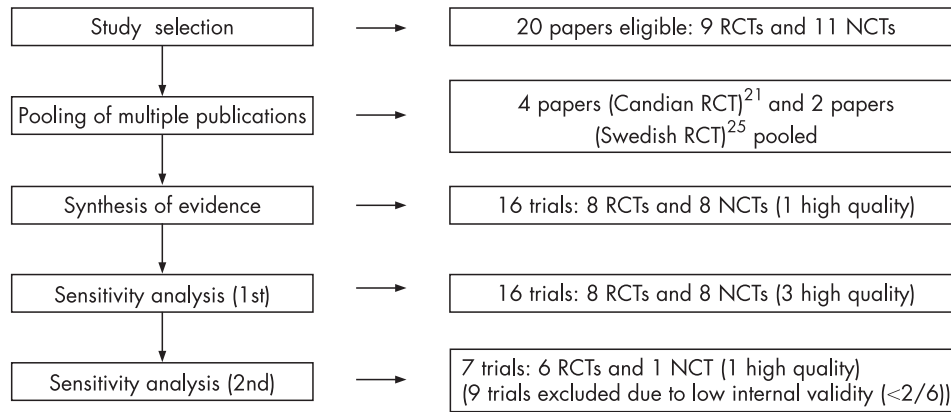 Study selection
20 papers eligible: 9 RCTs and 11 NCTs
Pooling of multiple publications
4 papers (Candian RCT)21 and 2 papers
(Swedish RCT)25 pooled
Synthesis of evidence
16 trials: 8 RCTs and 8 NCTs (1 high quality)
Sensitivity analysis (1st)
16 trials: 8 RCTs and 8 NCTs (3 high quality)
Sensitivity analysis (2nd)
7 trials: 6 RCTs and 1 NCT (1 high quality)
(9 trials excluded due to low internal validity (<2/6))